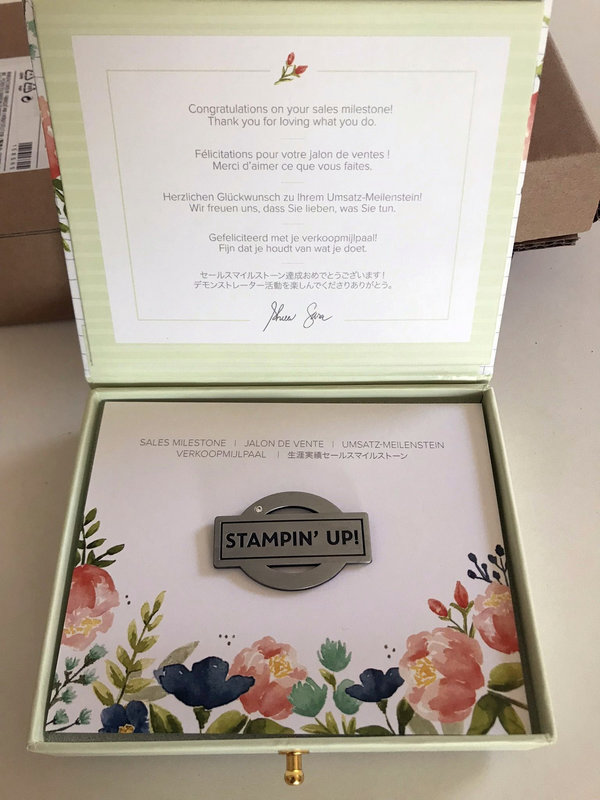 Congratulations on your sales milestone!
Thank you for loving what you do.
Félicitations pour votre jalon de ventes !
Merci d'aimer ce que vous faites.
Herzlichen Glückwunsch zu Ihrem Umsatz-Meilenstein!
Wir freuen uns, dass Sie lieben, was Sie tun.
Gefeliciteerd met je verkoopmijlpaal!
Fijn dat je houdt van wat je doet.
セールスマイルストーン達成おめでとうございます！
デモンストレーター活動を楽しんでくださりありがとう。
SALES MILESTONE | JALON DE VENTE | UMSATZ-MEILENSTEIN
VERKOOPMIJLPAAL | 生涯実績セールスマイルストーン
STAMPIN' UP!